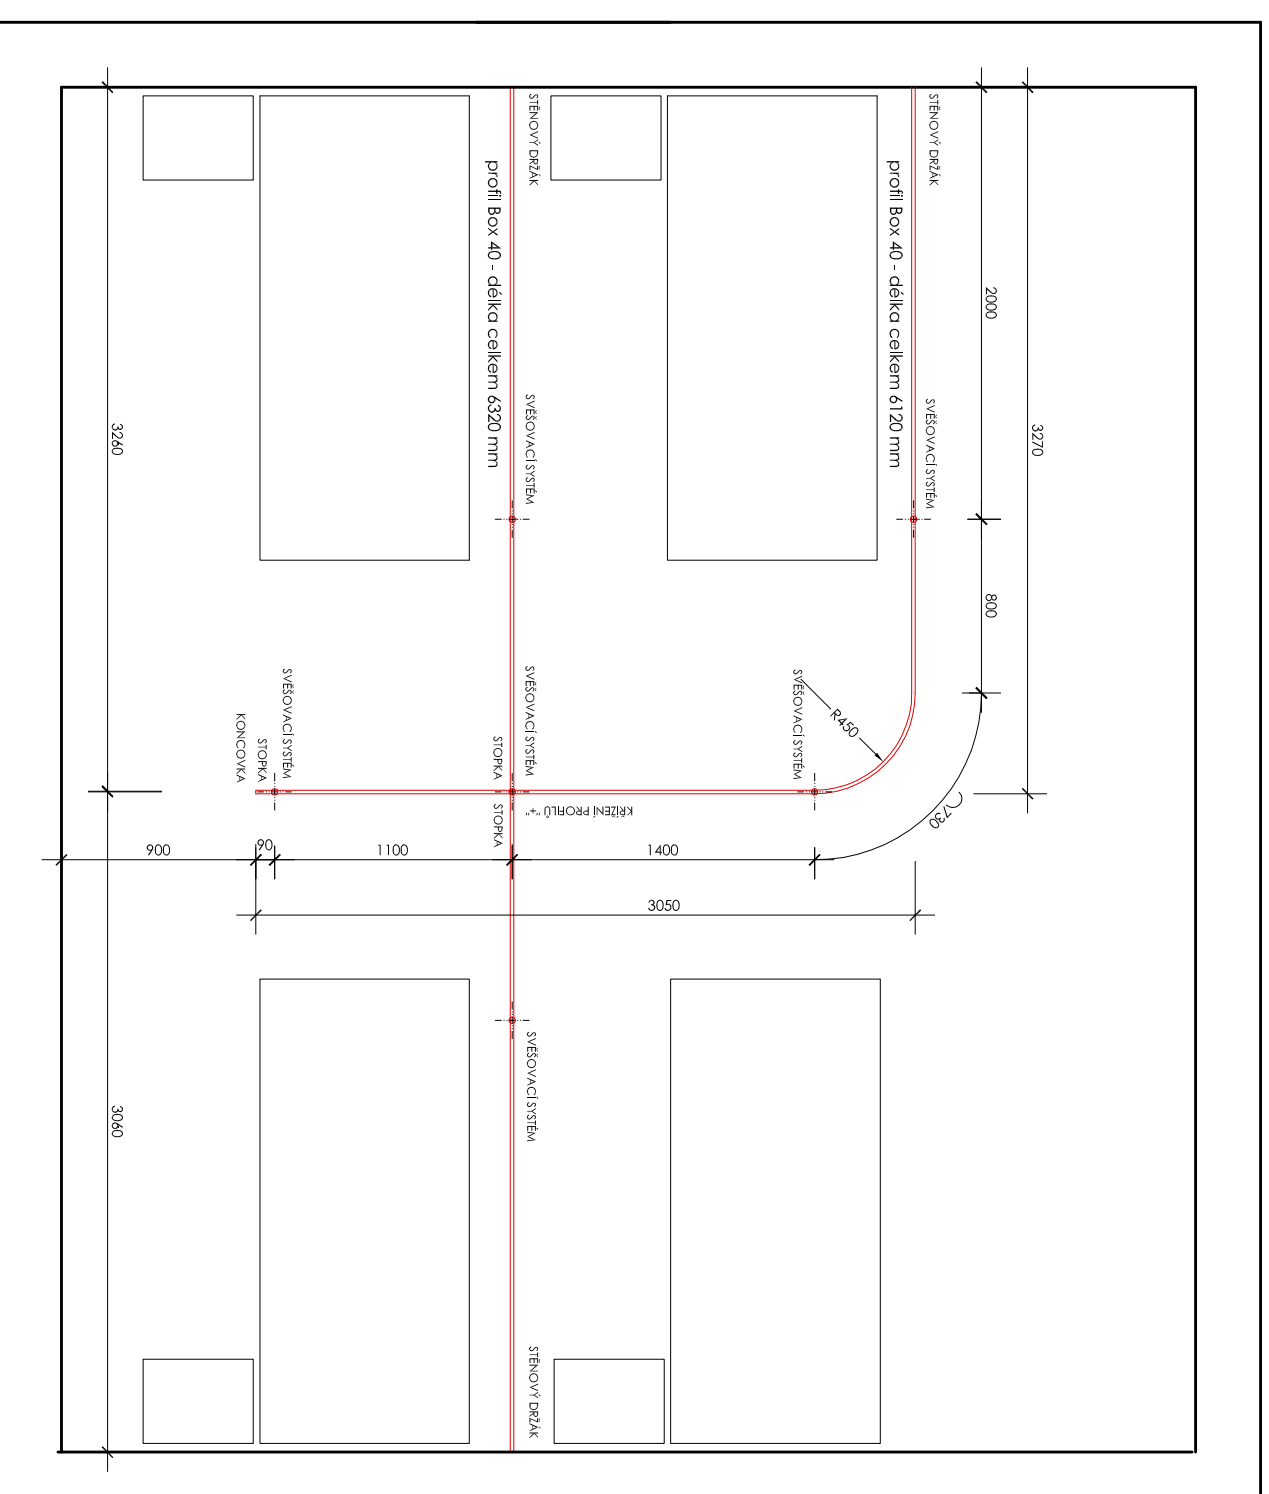 STĚNOVÝ DRŽÁK
STĚNOVÝ DRŽÁK
profil Box 40 - délka celkem 6320 mm
profil Box 40 - délka celkem 6120 mm
2000
3270
3260
SVĚŠOVACÍ SYSTÉM
SVĚŠOVACÍ SYSTÉM
800
SVĚŠOVACÍ SYSTÉM
SVĚŠOVACÍ SYSTÉM
SVĚŠOVACÍ SYSTÉM
R450
KONCOVKA
STOPKA
STOPKA
STOPKA
KŘÍŽENÍ PROFILŮ "+"
730
900
90
1100
1400
3050
SVĚŠOVACÍ SYSTÉM
3060
STĚNOVÝ DRŽÁK